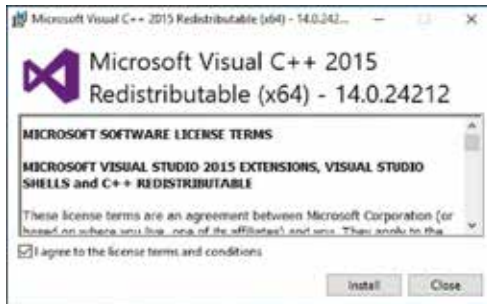 Microsoft Visual C++ 2015 Redistributable (x64) - 14.0.242...
Microsoft Visual C++ 2015
Redistributable (x64) - 14.0.24212
MICROSOFT SOFTWARE LICENSE TERMS
MICROSOFT VISUAL STUDIO 2015 EXTENSIONS, VISUAL STUDIO
SHELLS and C++ REDISTRIBUTABLE
These license terms are an agreement between Microsoft Corporation (or
based on where you live, one of its affiliates) and you. They apply to the
I agree to the license terms and conditions
Install
Close